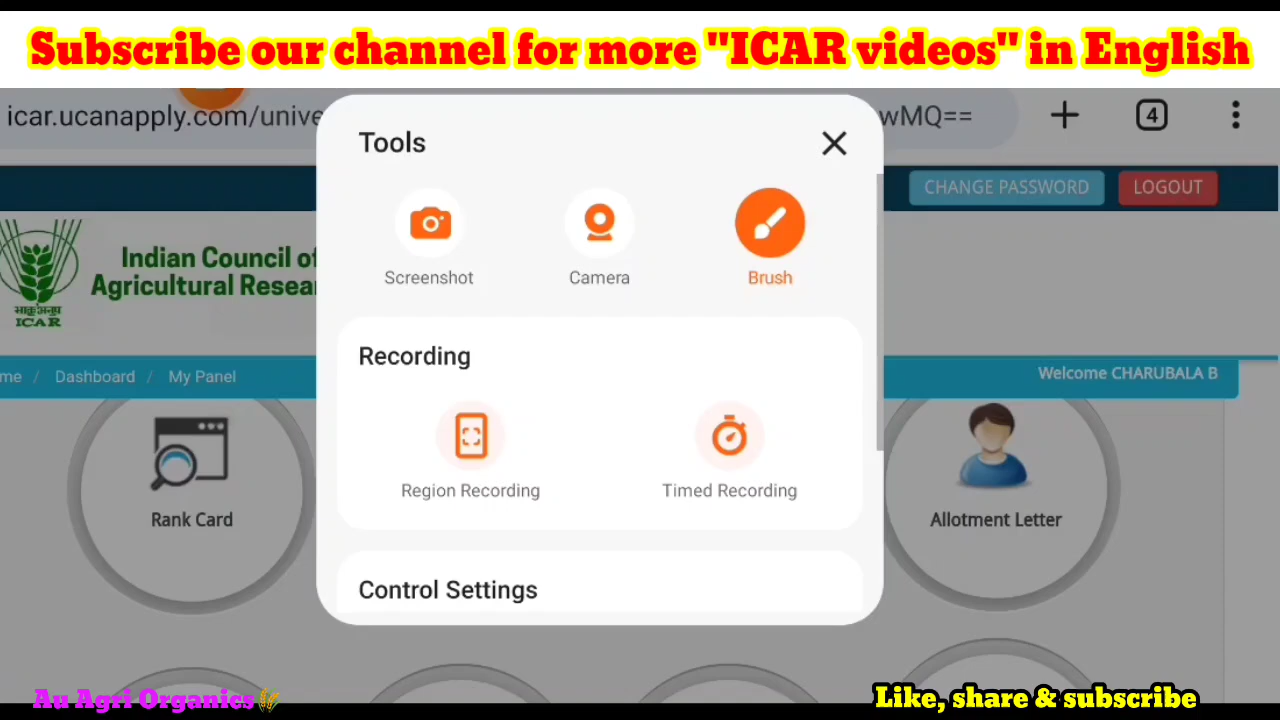 Subscribe our channel for more "ICAR videos" in English
icar.ucanapply.com/unive
wMQ==
4
Tools
CHANGE PASSWORD
LOGOUT
Screenshot
Camera
Brush
Indian Council of
Agricultural Resear
भाकृअनुप
ICAR
Recording
me / Dashboard / My Panel
Welcome CHARUBALA B
Region Recording
Timed Recording
Rank Card
Allotment Letter
Control Settings
Au Agri Organics
Like, share & subscribe